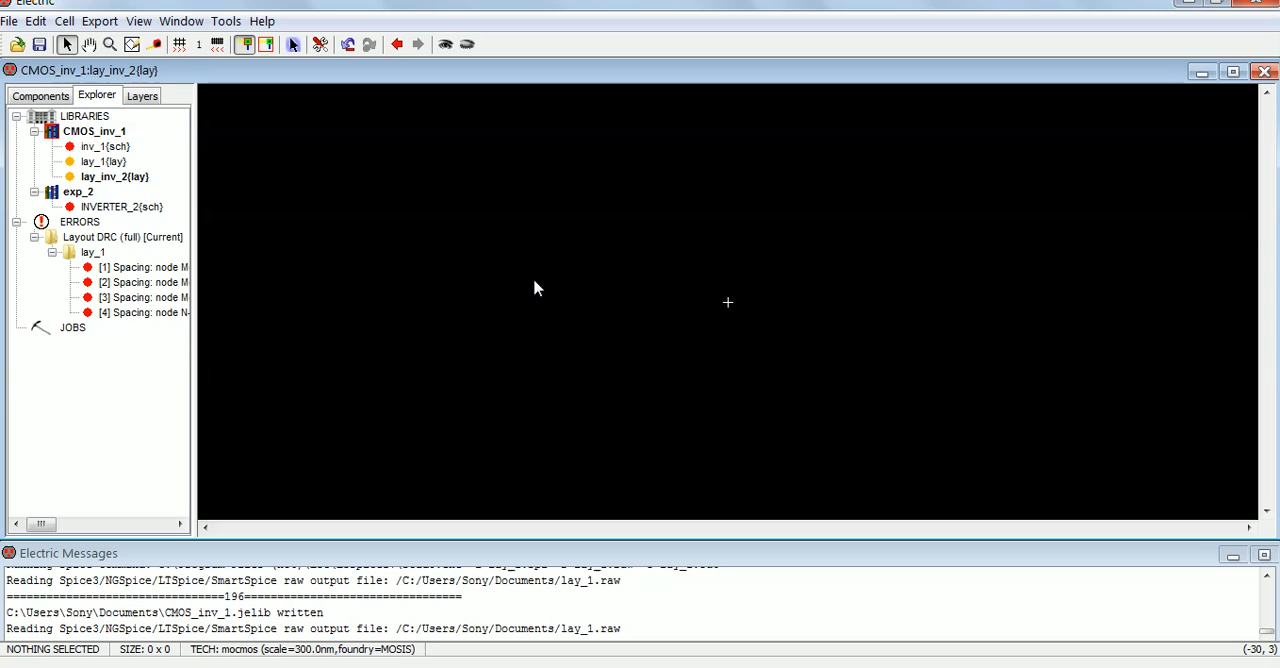 Electric
File Edit Cell Export View Window Tools Help
1
CMOS_inv_1:lay_inv_2{lay}
Components Explorer Layers
LIBRARIES
CMOS_inv_1
inv_1{sch}
lay_1{lay}
lay_inv_2{lay}
exp_2
INVERTER_2{sch}
ERRORS
Layout DRC (full) [Current]
lay_1
[1] Spacing: node M
[2] Spacing: node M
[3] Spacing: node M
[4] Spacing: node N-
JOBS
Electric Messages
Reading Spice3/NGSpice/LTSpice/SmartSpice raw output file: /C:/Users/Sony/Documents/lay_1.raw
================================196================================
C:\Users\Sony\Documents\CMOS_inv_1.jelib written
Reading Spice3/NGSpice/LTSpice/SmartSpice raw output file: /C:/Users/Sony/Documents/lay_1.raw
NOTHING SELECTED SIZE: 0 x 0 TECH: mocmos (scale=300.0nm,foundry=MOSIS) (-30, 3)